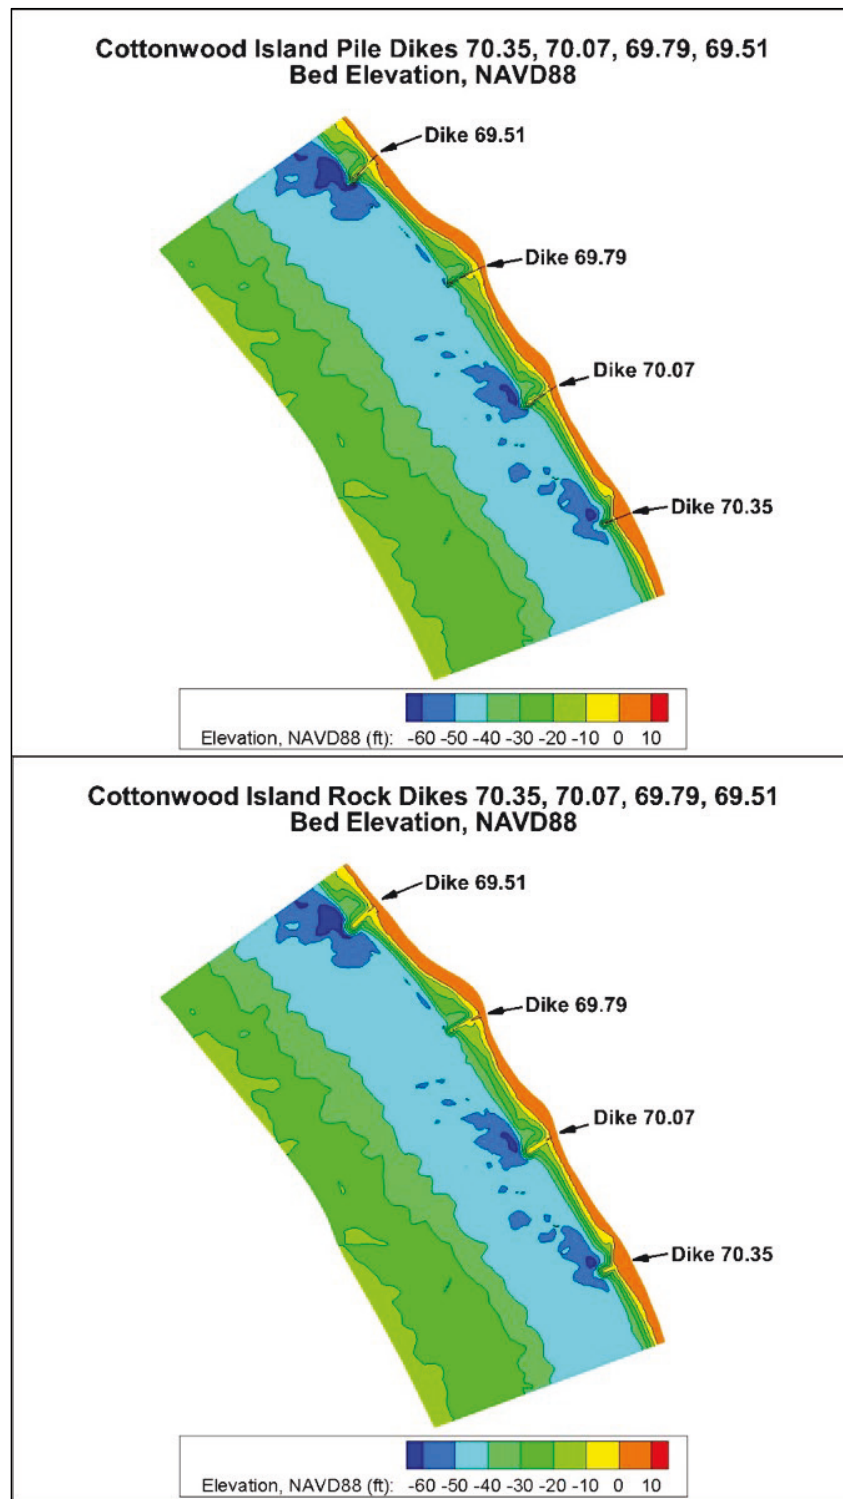 Cottonwood Island Pile Dikes 70.35, 70.07, 69.79, 69.51
Bed Elevation, NAVD88
Dike 69.51
Dike 69.79
Dike 70.07
Dike 70.35
Elevation, NAVD88 (ft): -60 -50 -40 -30 -20 -10 0 10
Cottonwood Island Rock Dikes 70.35, 70.07, 69.79, 69.51
Bed Elevation, NAVD88
Dike 69.51
Dike 69.79
Dike 70.07
Dike 70.35
Elevation, NAVD88 (ft): -60 -50 -40 -30 -20 -10 0 10